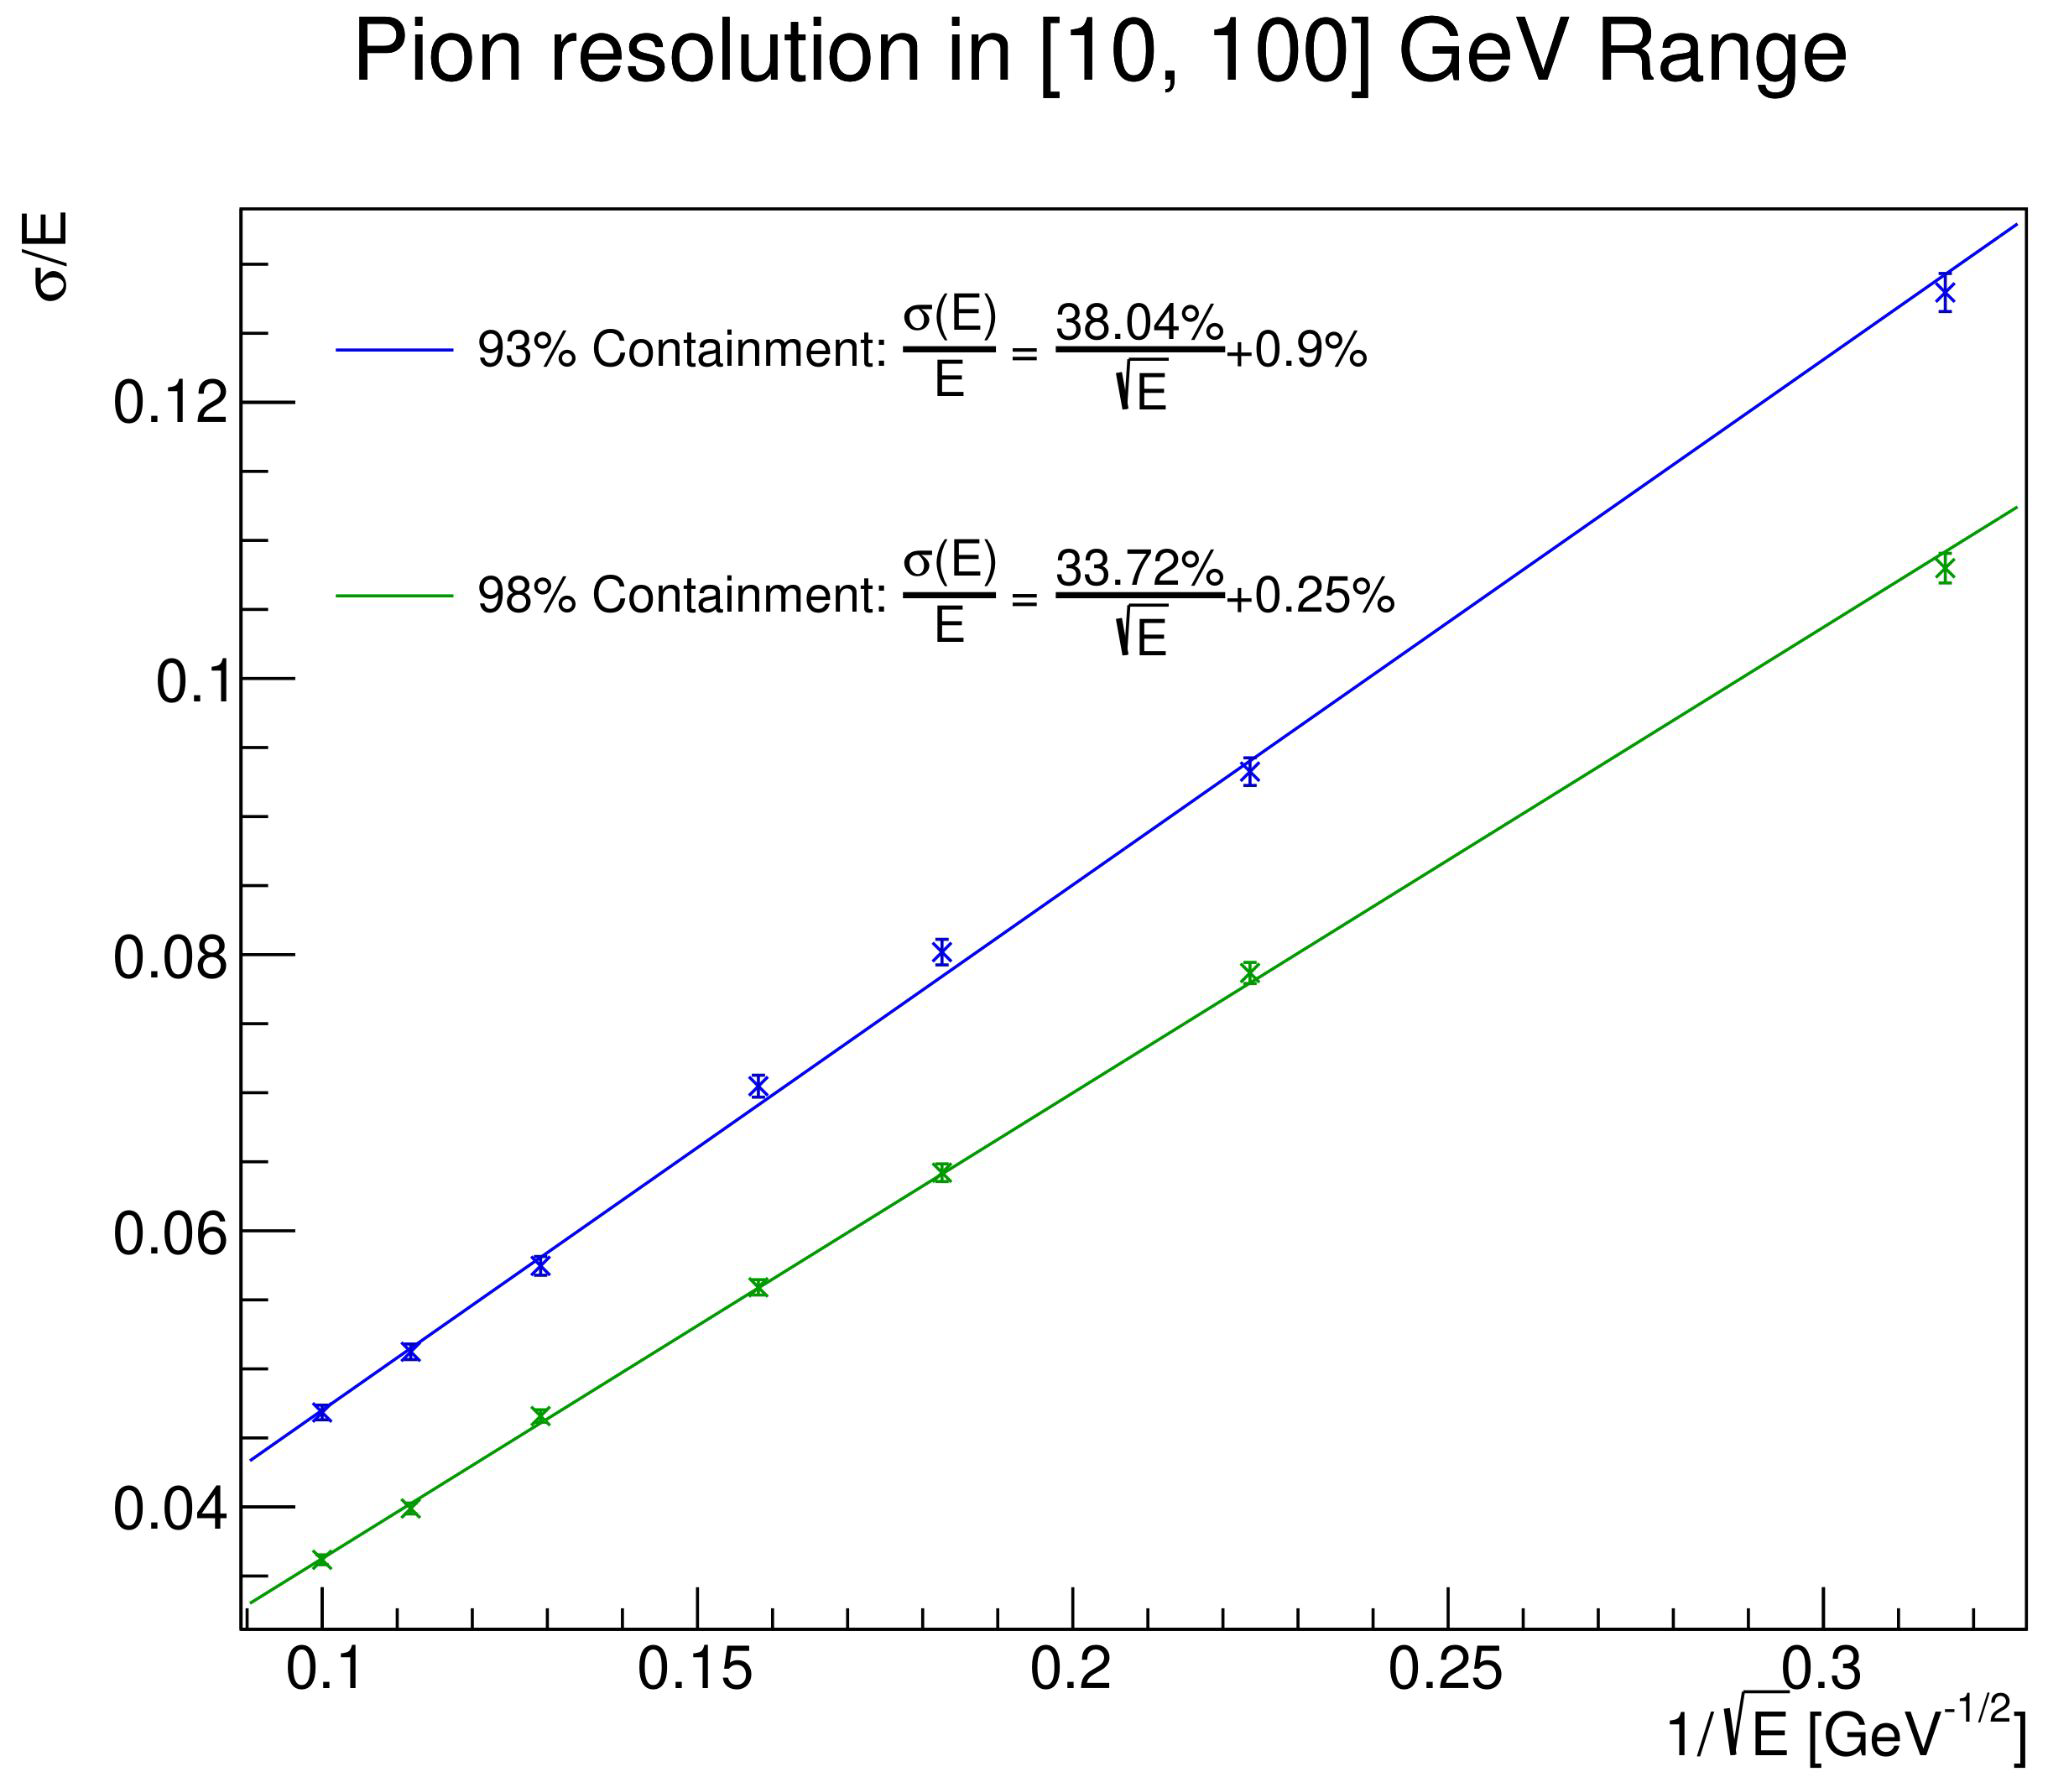 Pion resolution in [10, 100] GeV Range
σ/E
93% Containment: σ(E)/E = 38.04%/√E +0.9%
98% Containment: σ(E)/E = 33.72%/√E +0.25%
0.12
0.1
0.08
0.06
0.04
0.1 0.15 0.2 0.25 0.3
1/√E [GeV^-1/2]